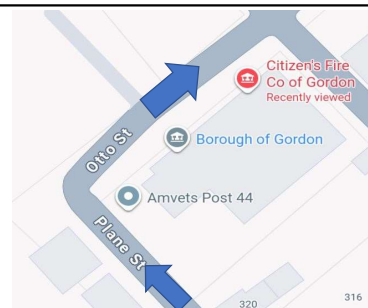 Citizen's Fire
Co of Gordon
Recently viewed
Otto St
Borough of Gordon
Amvets Post 44
Plane St
320
316